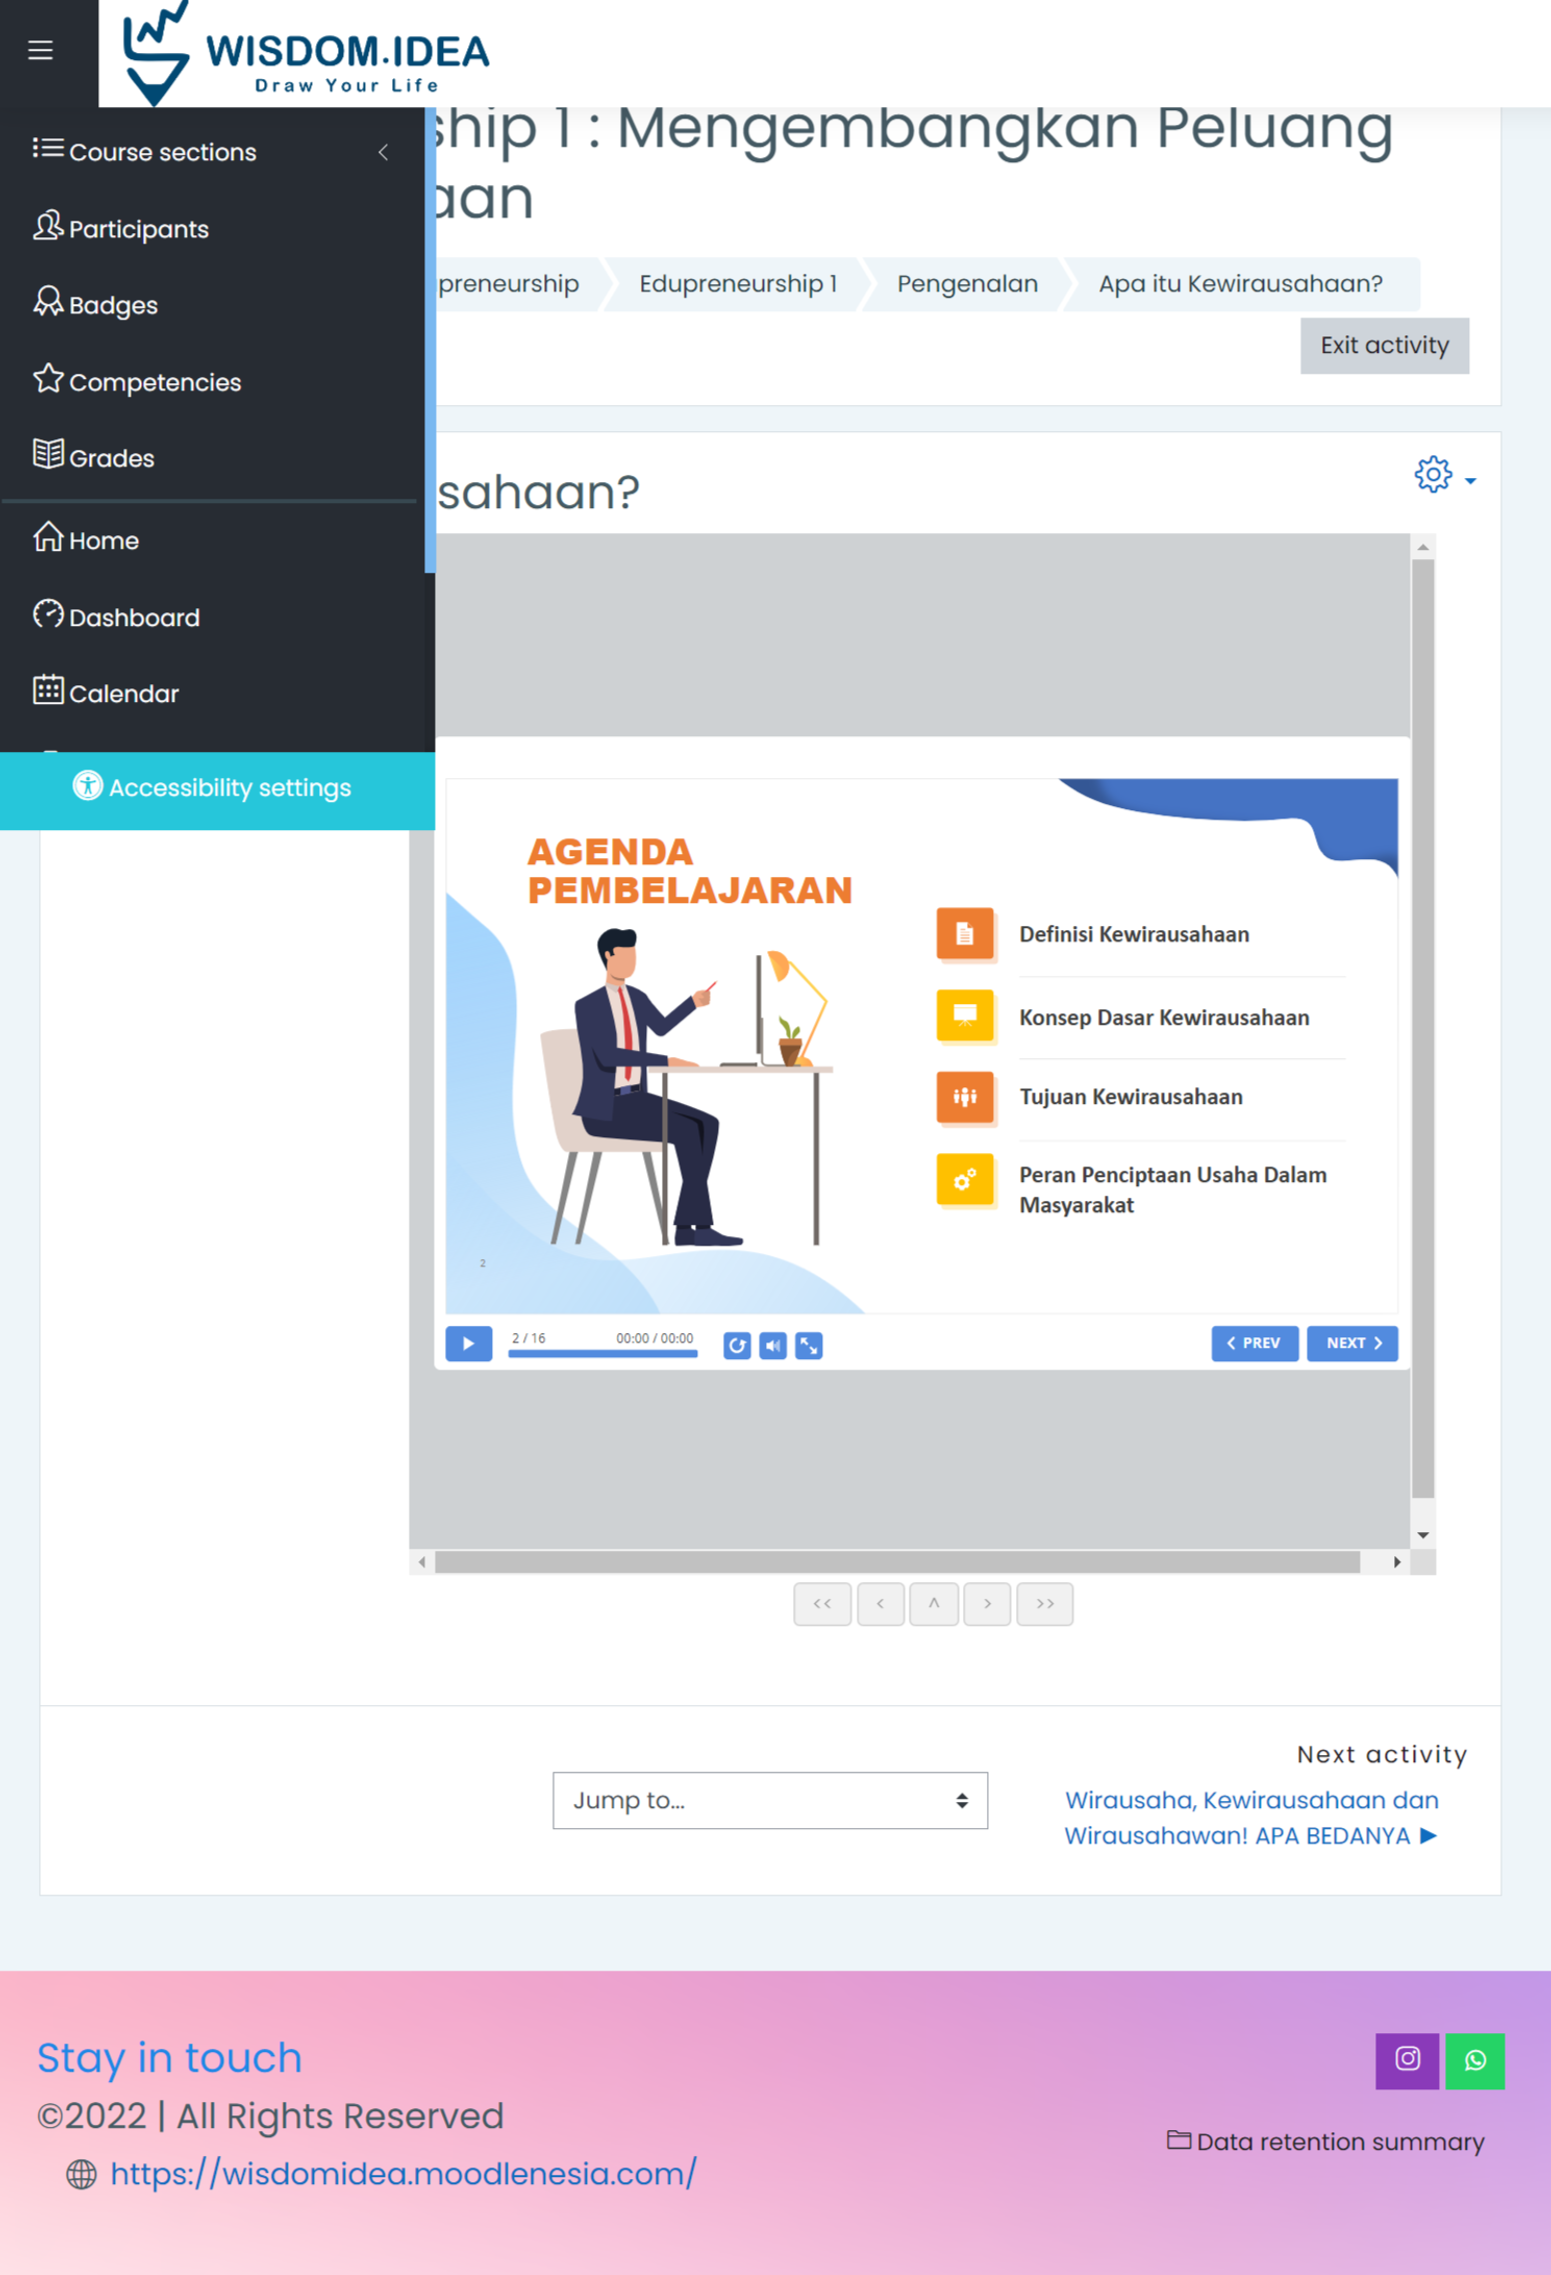 WISDOM.IDEA
Draw Your Life
ship 1 : Mengembangkan Peluang
aan
Course sections
Participants
Badges
Competencies
Grades
Home
Dashboard
Calendar
Accessibility settings
preneurship
Edupreneurship 1
Pengenalan
Apa itu Kewirausahaan?
Exit activity
sahaan?
AGENDA
PEMBELAJARAN
Definisi Kewirausahaan
Konsep Dasar Kewirausahaan
Tujuan Kewirausahaan
Peran Penciptaan Usaha Dalam
Masyarakat
2
2 / 16
00:00 / 00:00
PREV
NEXT
<<
<
^
>
>>
Next activity
Jump to...
Wirausaha, Kewirausahaan dan
Wirausahawan! APA BEDANYA ►
Stay in touch
©2022 | All Rights Reserved
https://wisdomidea.moodlenesia.com/
Data retention summary